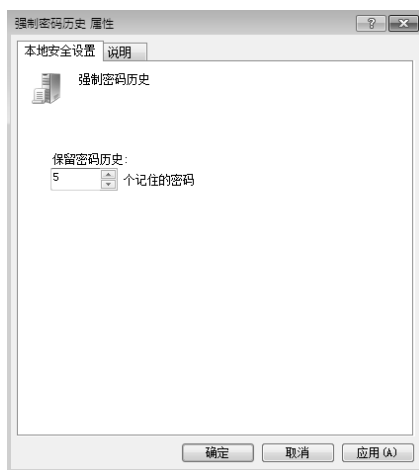 强制密码历史 属性
?
本地安全设置 说明
强制密码历史
保留密码历史:
5 个记住的密码
确定 取消 应用(A)